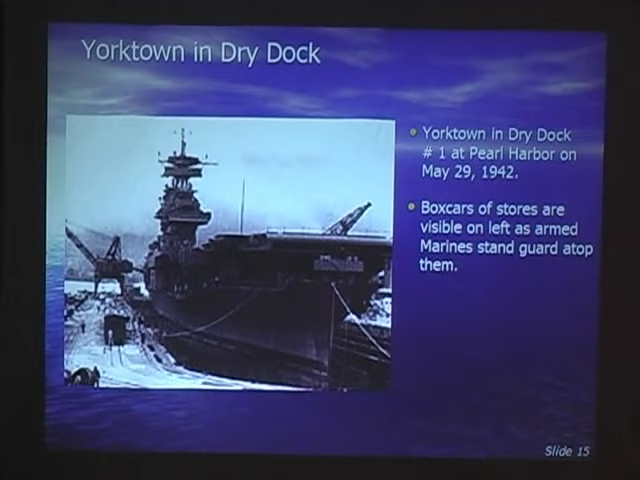 Yorktown in Dry Dock
Yorktown in Dry Dock
# 1 at Pearl Harbor on
May 29, 1942.
Boxcars of stores are
visible on left as armed
Marines stand guard atop
them.
Slide 15